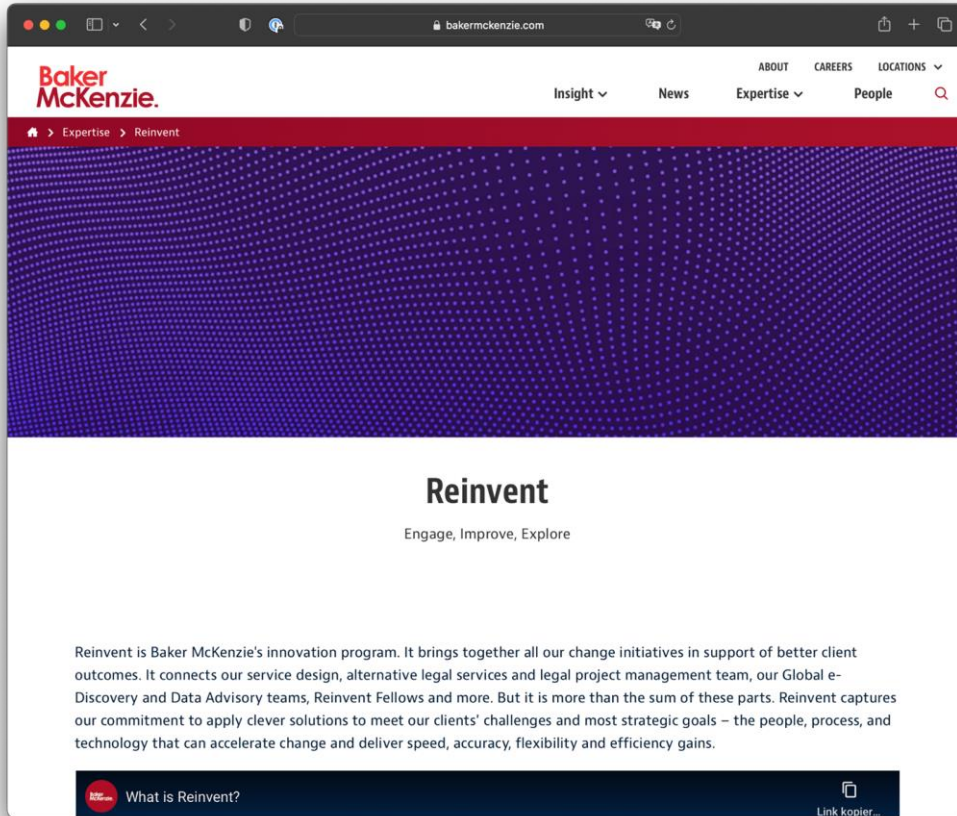 bakermckenzie.com
Baker
McKenzie.
ABOUT CAREERS LOCATIONS
Insight News Expertise People
Expertise > Reinvent
Reinvent
Engage, Improve, Explore
Reinvent is Baker McKenzie's innovation program. It brings together all our change initiatives in support of better client
outcomes. It connects our service design, alternative legal services and legal project management team, our Global e-
Discovery and Data Advisory teams, Reinvent Fellows and more. But it is more than the sum of these parts. Reinvent captures
our commitment to apply clever solutions to meet our clients' challenges and most strategic goals – the people, process, and
technology that can accelerate change and deliver speed, accuracy, flexibility and efficiency gains.
Baker
McKenzie.
What is Reinvent?
Link kopier...